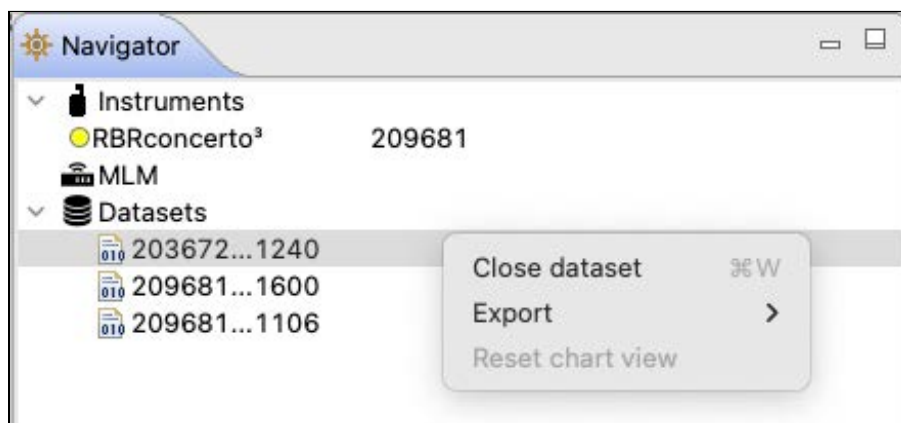 Navigator
Instruments
RBRconcerto³ 209681
MLM
Datasets
203672...1240
209681...1600
209681...1106
Close dataset ⌘W
Export >
Reset chart view